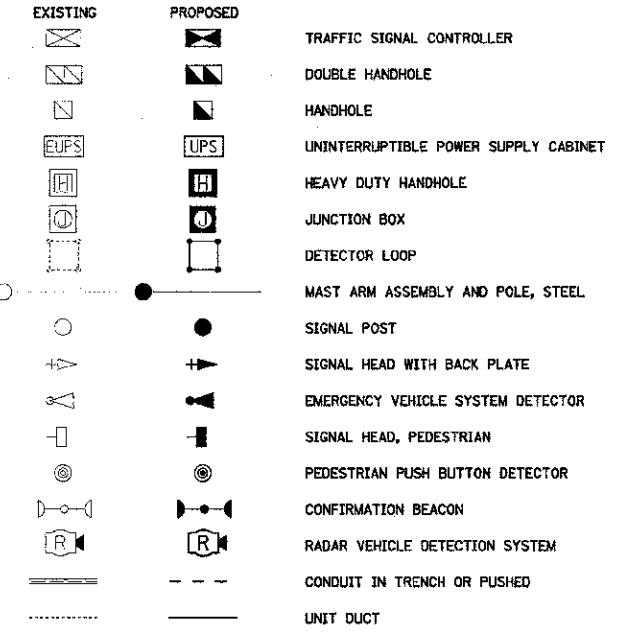 EXISTING PROPOSED
TRAFFIC SIGNAL CONTROLLER
DOUBLE HANDHOLE
HANDHOLE
EUPS UPS UNINTERRUPTIBLE POWER SUPPLY CABINET
H H HEAVY DUTY HANDHOLE
J J JUNCTION BOX
DETECTOR LOOP
MAST ARM ASSEMBLY AND POLE, STEEL
SIGNAL POST
SIGNAL HEAD WITH BACK PLATE
EMERGENCY VEHICLE SYSTEM DETECTOR
SIGNAL HEAD, PEDESTRIAN
PEDESTRIAN PUSH BUTTON DETECTOR
CONFIRMATION BEACON
R R RADAR VEHICLE DETECTION SYSTEM
CONDUIT IN TRENCH OR PUSHED
UNIT DUCT